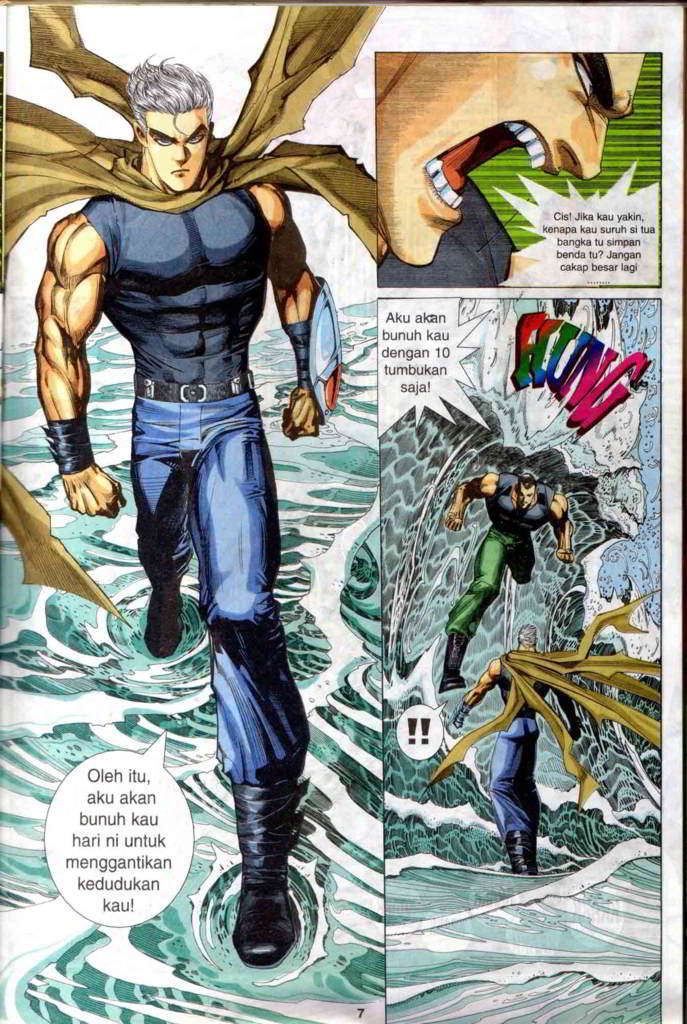 Oleh itu,
aku akan
bunuh kau
hari ni untuk
menggantikan
kedudukan
kau!
Cis! Jika kau yakin,
kenapa kau suruh si tua
bangka tu simpan
benda tu? Jangan
cakap besar lagi
........
Aku akan
bunuh kau
dengan 10
tumbukan
saja!
HUNG
!!
7